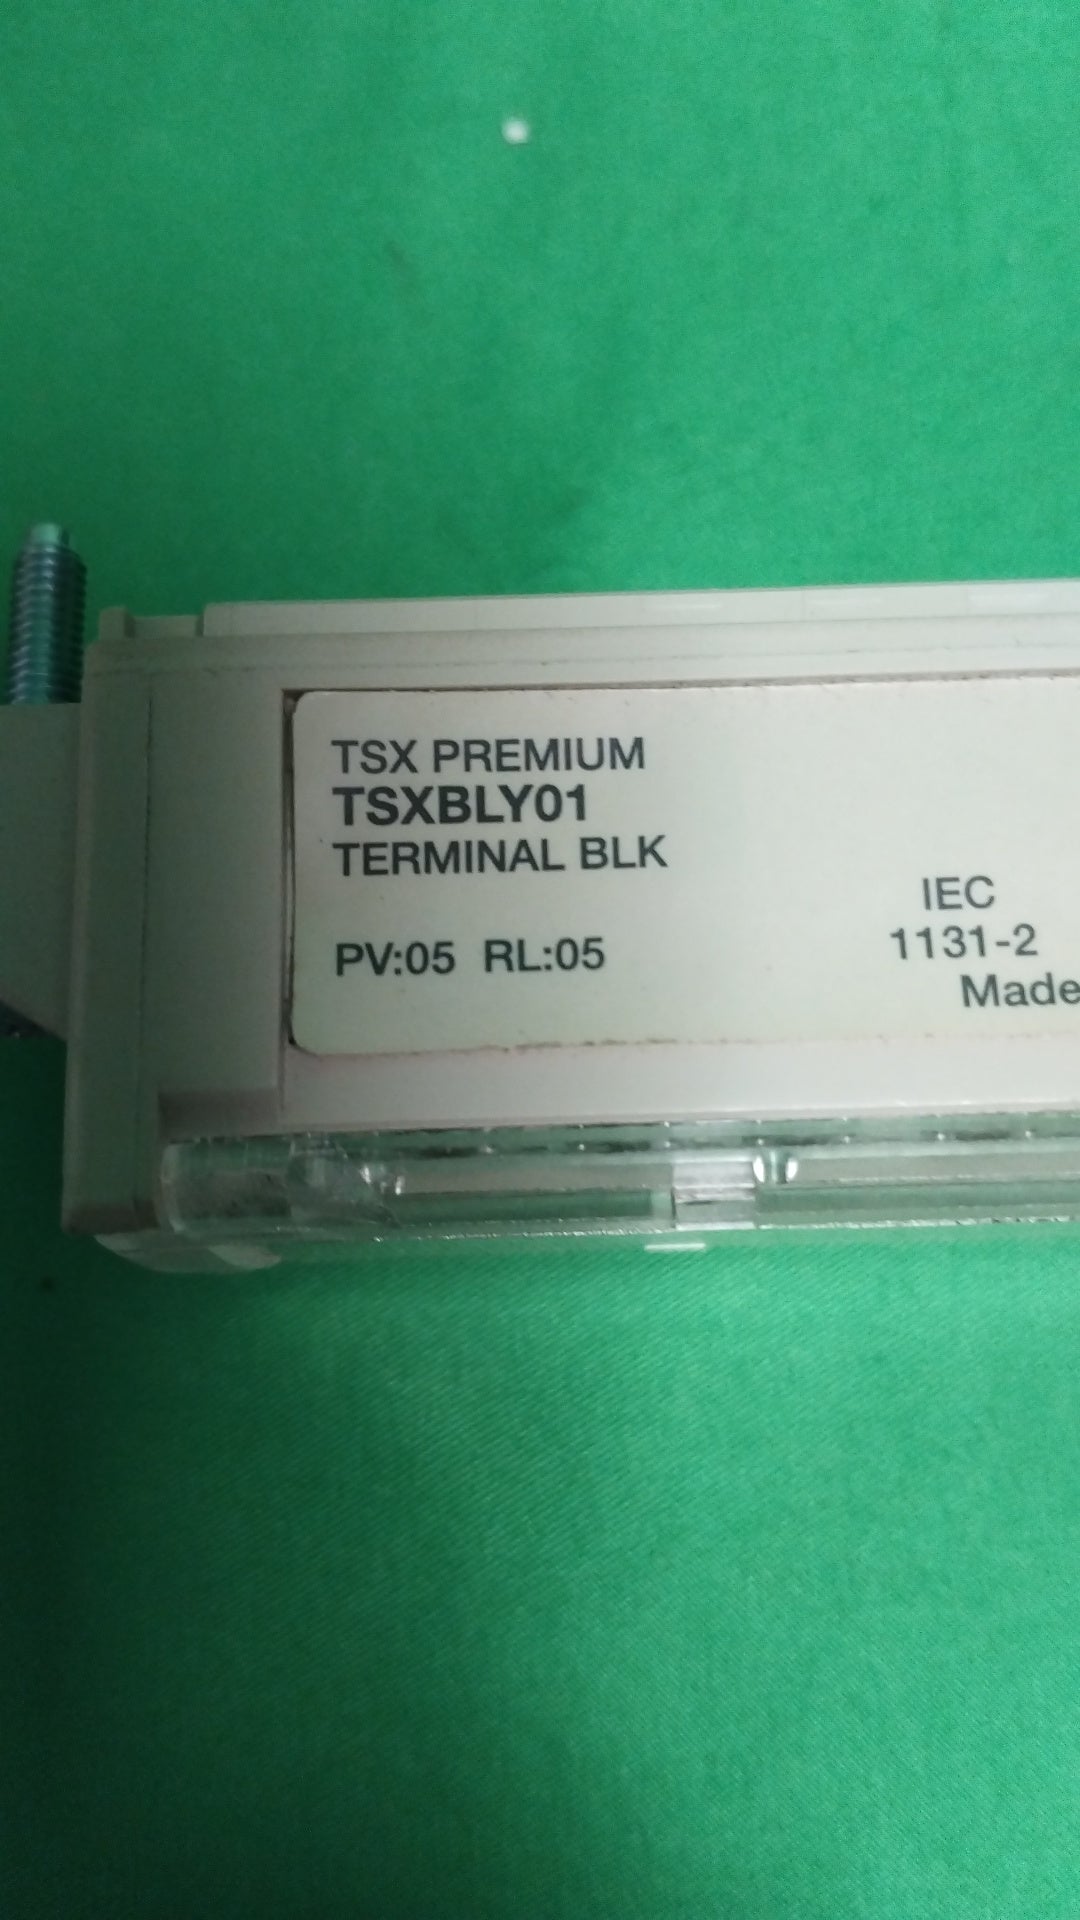 TSX PREMIUM
TSXBLY01
TERMINAL BLK
IEC
PV:05 RL:05 1131-2
Made